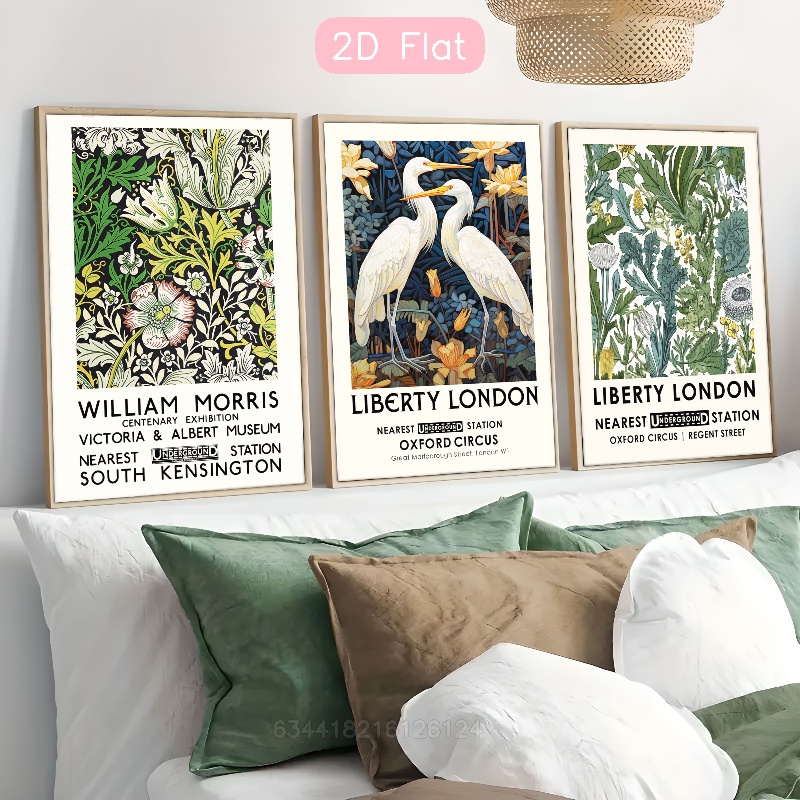 2D Flat
WILLIAM MORRIS
CENTENARY EXHIBITION
VICTORIA & ALBERT MUSEUM
NEAREST UNDERGROUND STATION
SOUTH KENSINGTON
LIBERTY LONDON
NEAREST UNDERGROUND STATION
OXFORD CIRCUS
Great Marlborough Street, London W1
LIBERTY LONDON
NEAREST UNDERGROUND STATION
OXFORD CIRCUS | REGENT STREET
634418216126124